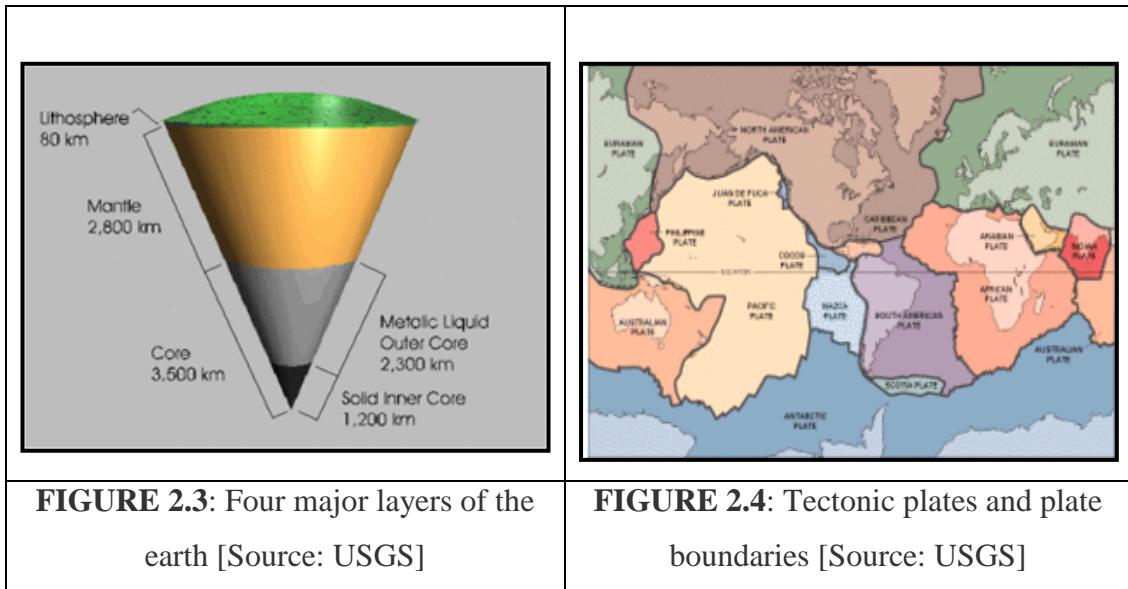 Lithosphere
80 km
Mantle
2,800 km
Core
3,500 km
Metalic Liquid
Outer Core
2,300 km
Solid Inner Core
1,200 km
EURASIAN
PLATE
NORTH AMERICAN
PLATE
EURASIAN
PLATE
JUAN DE FUCA
PLATE
CARIBBEAN
PLATE
PHILIPPINE
PLATE
ARABIAN
PLATE
INDIAN
PLATE
COCOS
PLATE
EQUATOR
PACIFIC
PLATE
NAZCA
PLATE
SOUTH AMERICAN
PLATE
AFRICAN
PLATE
AUSTRALIAN
PLATE
AUSTRALIAN
PLATE
SCOTIA PLATE
ANTARCTIC
PLATE
FIGURE 2.3: Four major layers of the
earth [Source: USGS]
FIGURE 2.4: Tectonic plates and plate
boundaries [Source: USGS]